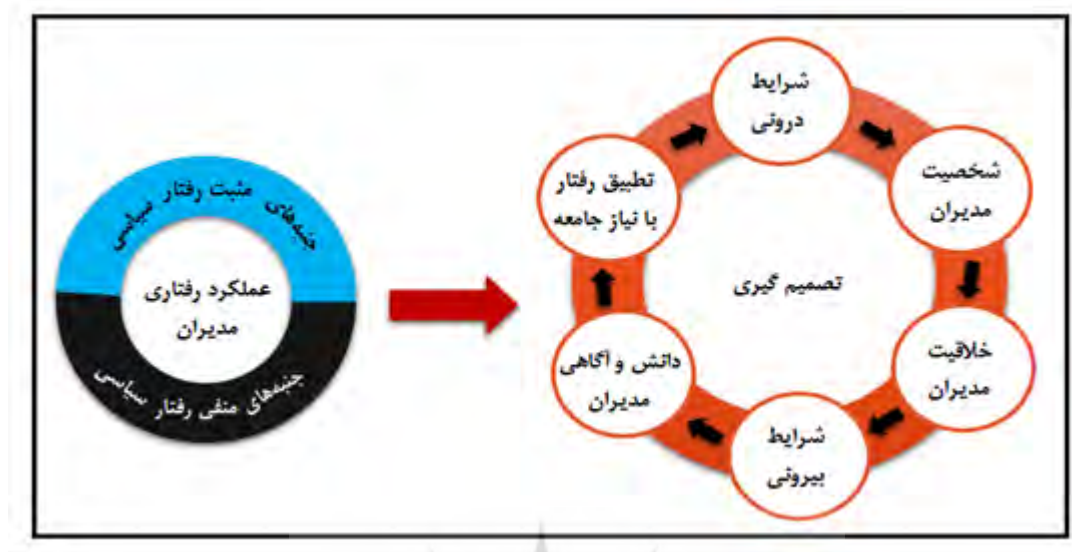 شرایط
درونی
شخصیت
مدیران
خلاقیت
مدیران
شرایط
بیرونی
دانش و آگاهی
مدیران
تطبیق رفتار
با نیاز جامعه
تصمیم گیری
جنبه‌های مثبت رفتار سیاسی
عملکرد رفتاری
مدیران
جنبه‌های منفی رفتار سیاسی